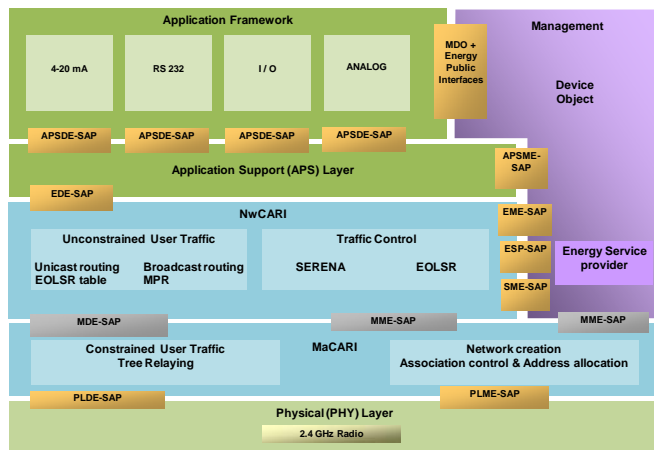 Application Framework
Management
4-20 mA
RS 232
I / O
ANALOG
MDO +
Energy
Public
Interfaces
Device
Object
APSDE-SAP
APSDE-SAP
APSDE-SAP
APSDE-SAP
Application Support (APS) Layer
APSME-
SAP
EDE-SAP
NwCARI
EME-SAP
Unconstrained User Traffic
Unicast routing
EOLSR table
Broadcast routing
MPR
Traffic Control
SERENA
EOLSR
ESP-SAP
Energy Service
provider
SME-SAP
MDE-SAP
MME-SAP
MME-SAP
Constrained User Traffic
Tree Relaying
MaCARI
Network creation
Association control & Address allocation
PLDE-SAP
PLME-SAP
Physical (PHY) Layer
2.4 GHz Radio